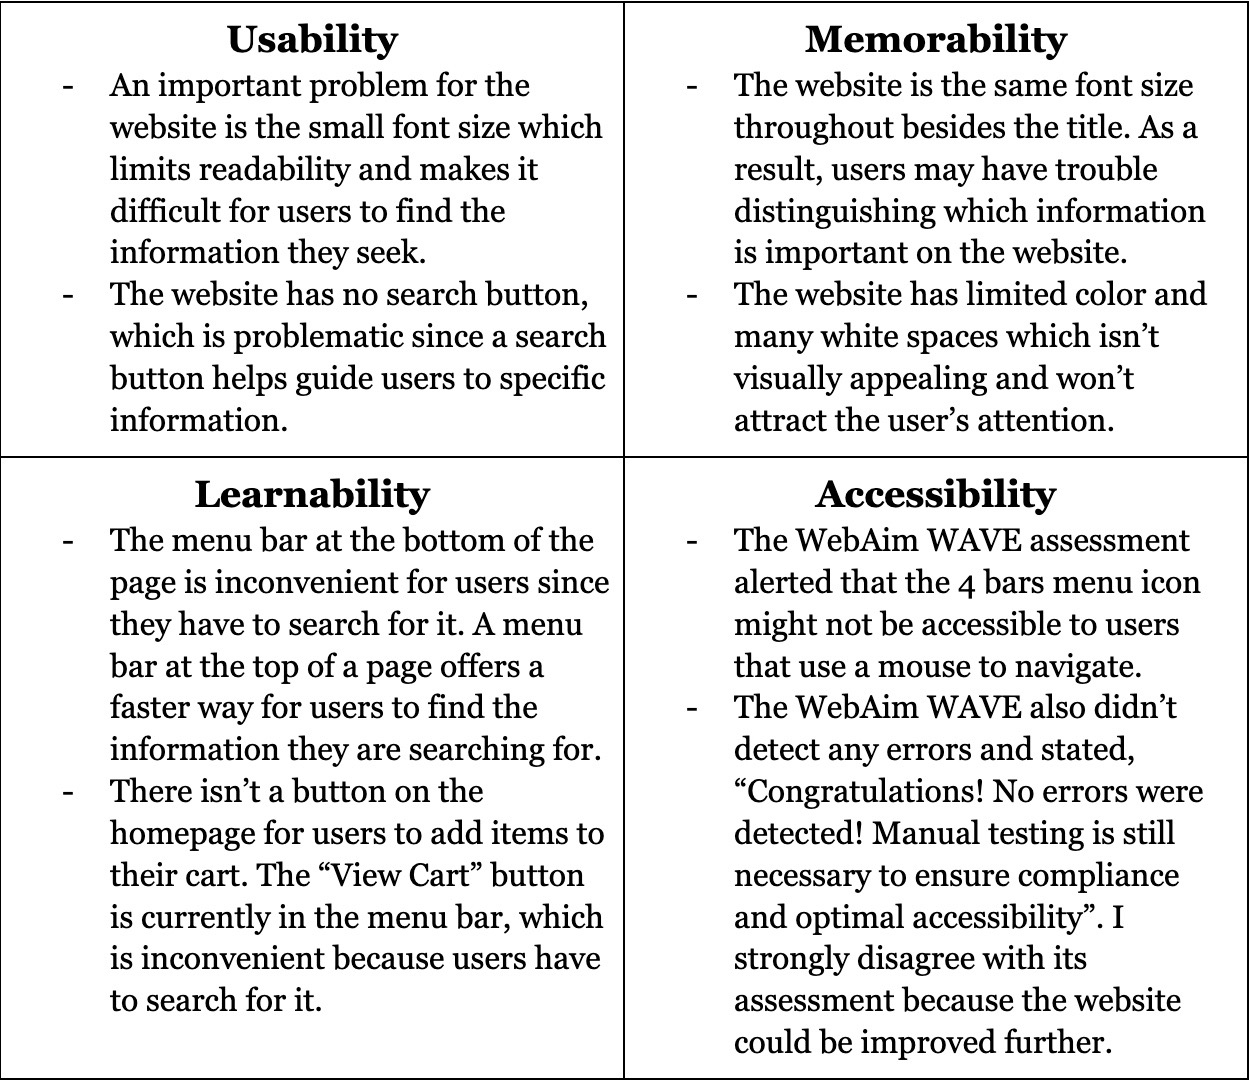 Usability
- An important problem for the
website is the small font size which
limits readability and makes it
difficult for users to find the
information they seek.
- The website has no search button,
which is problematic since a search
button helps guide users to specific
information.
Memorability
- The website is the same font size
throughout besides the title. As a
result, users may have trouble
distinguishing which information
is important on the website.
- The website has limited color and
many white spaces which isn’t
visually appealing and won’t
attract the user’s attention.
Learnability
- The menu bar at the bottom of the
page is inconvenient for users since
they have to search for it. A menu
bar at the top of a page offers a
faster way for users to find the
information they are searching for.
- There isn’t a button on the
homepage for users to add items to
their cart. The “View Cart” button
is currently in the menu bar, which
is inconvenient because users have
to search for it.
Accessibility
- The WebAim WAVE assessment
alerted that the 4 bars menu icon
might not be accessible to users
that use a mouse to navigate.
- The WebAim WAVE also didn’t
detect any errors and stated,
“Congratulations! No errors were
detected! Manual testing is still
necessary to ensure compliance
and optimal accessibility”. I
strongly disagree with its
assessment because the website
could be improved further.